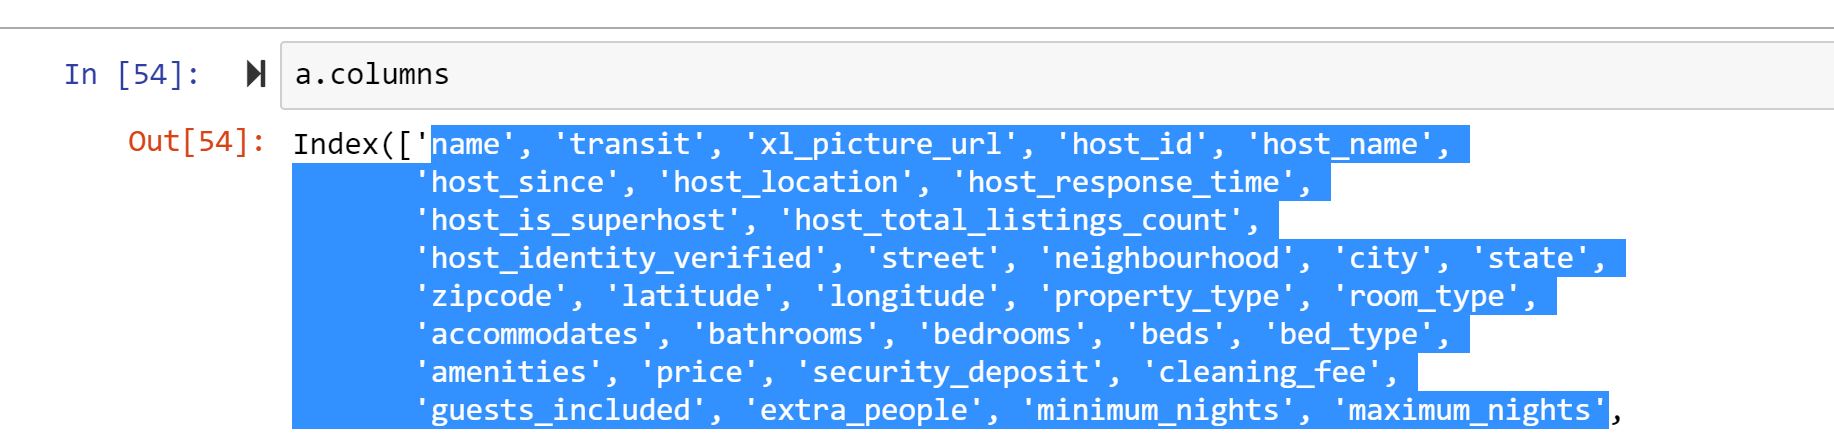 In [54]: a.columns
Out[54]: Index(['name', 'transit', 'xl_picture_url', 'host_id', 'host_name',
'host_since', 'host_location', 'host_response_time',
'host_is_superhost', 'host_total_listings_count',
'host_identity_verified', 'street', 'neighbourhood', 'city', 'state',
'zipcode', 'latitude', 'longitude', 'property_type', 'room_type',
'accommodates', 'bathrooms', 'bedrooms', 'beds', 'bed_type',
'amenities', 'price', 'security_deposit', 'cleaning_fee',
'guests_included', 'extra_people', 'minimum_nights', 'maximum_nights',